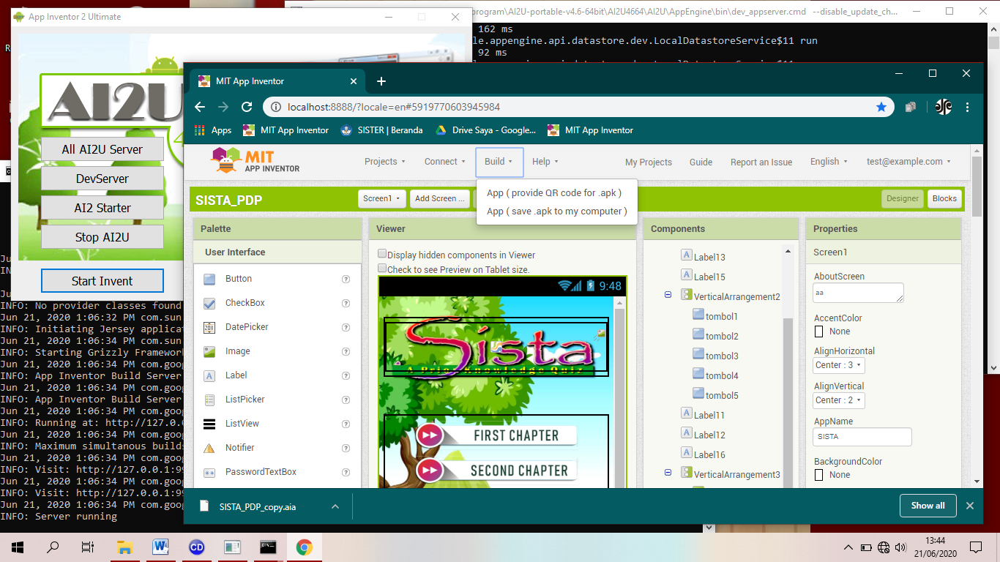 App Inventor 2 Ultimate
AI2U
All AI2U Server
DevServer
AI2 Starter
Stop AI2U
Start Invent
program\AI2U-portable-v4.6-64bit\AI2U4664\AI2U\AppEngine\bin\dev_appserver.cmd --disable_update_ch...
162 ms
le.appengine.api.datastore.dev.LocalDatastoreService$11 run
92 ms
MIT App Inventor
localhost:8888/?locale=en#5919770603945984
Apps MIT App Inventor SISTER | Beranda Drive Saya - Google... MIT App Inventor
MIT
APP INVENTOR
Projects Connect Build Help My Projects Guide Report an Issue English test@example.com
App ( provide QR code for .apk )
App ( save .apk to my computer )
SISTA_PDP Screen1 Add Screen ... Designer Blocks
Palette
User Interface
Button
CheckBox
DatePicker
Image
Label
ListPicker
ListView
Notifier
PasswordTextBox
Viewer
Display hidden components in Viewer
Check to see Preview on Tablet size.
9:48
Sista
A Prior Knowledge Quiz
FIRST CHAPTER
SECOND CHAPTER
Components
Label13
Label15
VerticalArrangement2
tombol1
tombol2
tombol3
tombol4
tombol5
Label11
Label12
Label16
VerticalArrangement3
Properties
Screen1
AboutScreen
aa
AccentColor
None
AlignHorizontal
Center : 3
AlignVertical
Center : 2
AppName
SISTA
BackgroundColor
None
SISTA_PDP_copy.aia
Show all
INFO: No provider classes found
Jun 21, 2020 1:06:32 PM com.sun
INFO: Initiating Jersey applicat
Jun 21, 2020 1:06:34 PM com.sun
INFO: Starting Grizzly Framework
Jun 21, 2020 1:06:34 PM com.goog
INFO: App Inventor Build Server
Jun 21, 2020 1:06:34 PM com.goog
INFO: App Inventor Build Server
Jun 21, 2020 1:06:34 PM com.goog
INFO: Running at: http://127.0.0
Jun 21, 2020 1:06:34 PM com.goog
INFO: Maximum simultanous builds
Jun 21, 2020 1:06:34 PM com.goog
INFO: Visit: http://127.0.0.1:99
Jun 21, 2020 1:06:34 PM com.goog
INFO: Visit: http://127.0.0.1:99
Jun 21, 2020 1:06:34 PM com.goog
INFO: Server running
13:44
21/06/2020